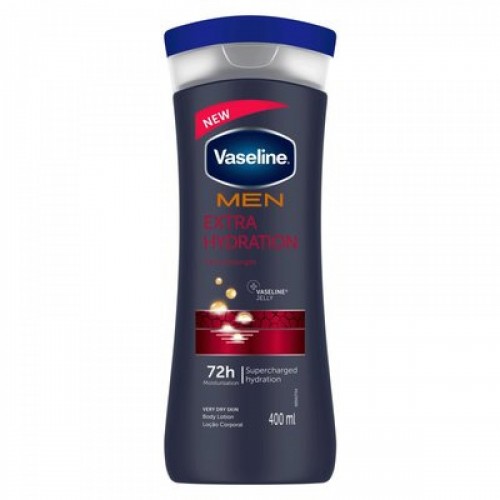 NEW
Vaseline.
MEN
EXTRA
HYDRATION
VASELINE®
JELLY
72h
Moisturisation
Supercharged
hydration
VERY DRY SKIN
Body Lotion
Loção Corporal
400 ml